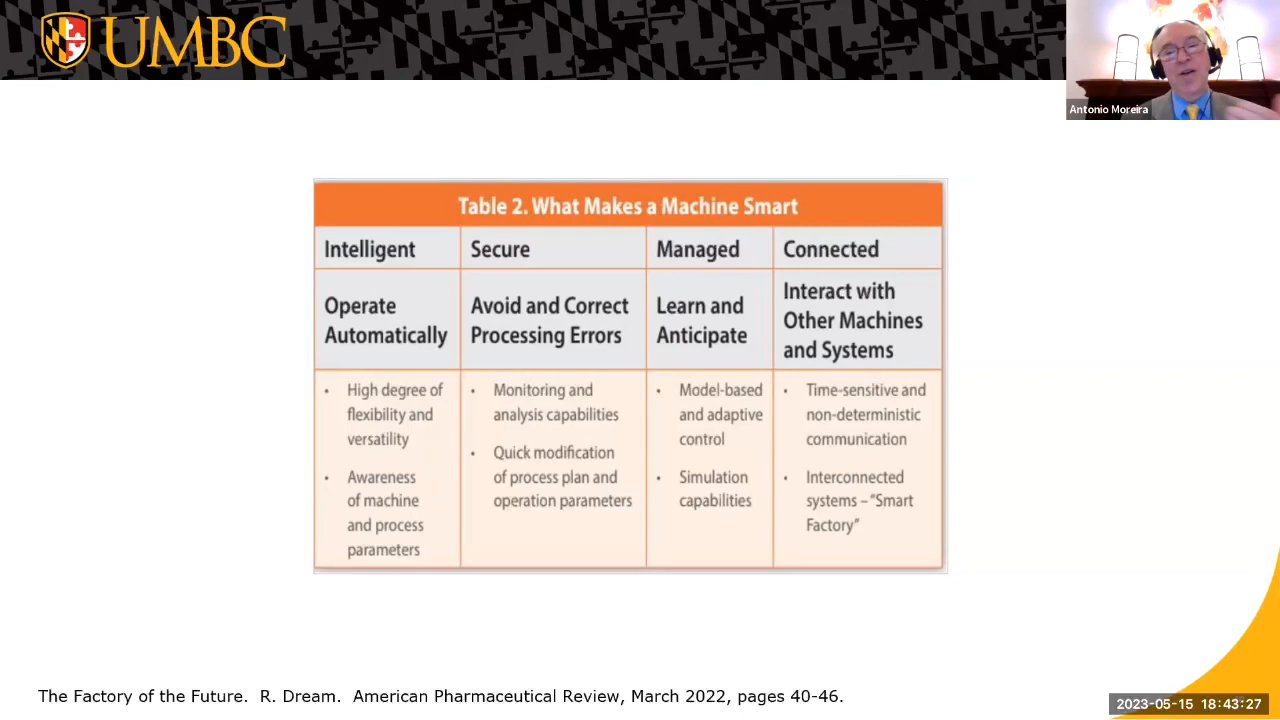 UMBC
Antonio Moreira
Table 2. What Makes a Machine Smart
Intelligent
Secure
Managed
Connected
Operate
Automatically
Avoid and Correct
Processing Errors
Learn and
Anticipate
Interact with
Other Machines
and Systems
• High degree of
flexibility and
versatility
• Awareness
of machine
and process
parameters
• Monitoring and
analysis capabilities
• Quick modification
of process plan and
operation parameters
• Model-based
and adaptive
control
• Simulation
capabilities
• Time-sensitive and
non-deterministic
communication
• Interconnected
systems – “Smart
Factory”
The Factory of the Future. R. Dream. American Pharmaceutical Review, March 2022, pages 40-46.
2023-05-15 18:43:27